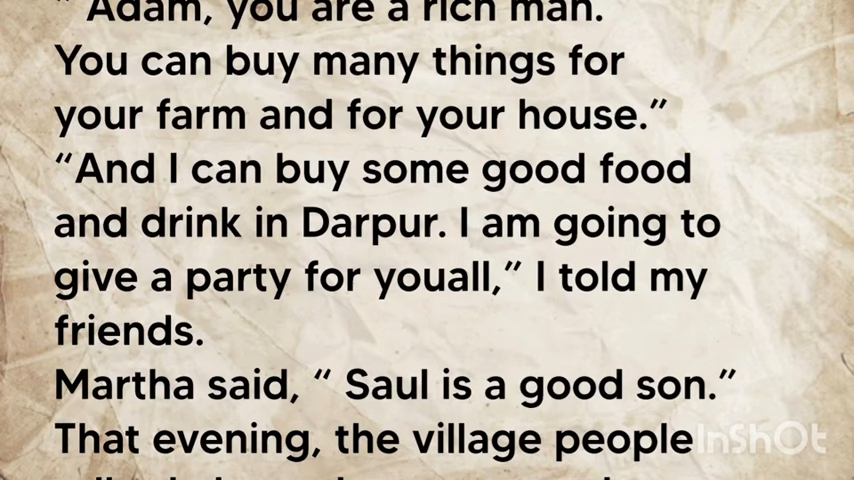 “ Adam, you are a rich man.
You can buy many things for
your farm and for your house.”
“And I can buy some good food
and drink in Darpur. I am going to
give a party for youall,” I told my
friends.
Martha said, “ Saul is a good son.”
That evening, the village people
InShOt